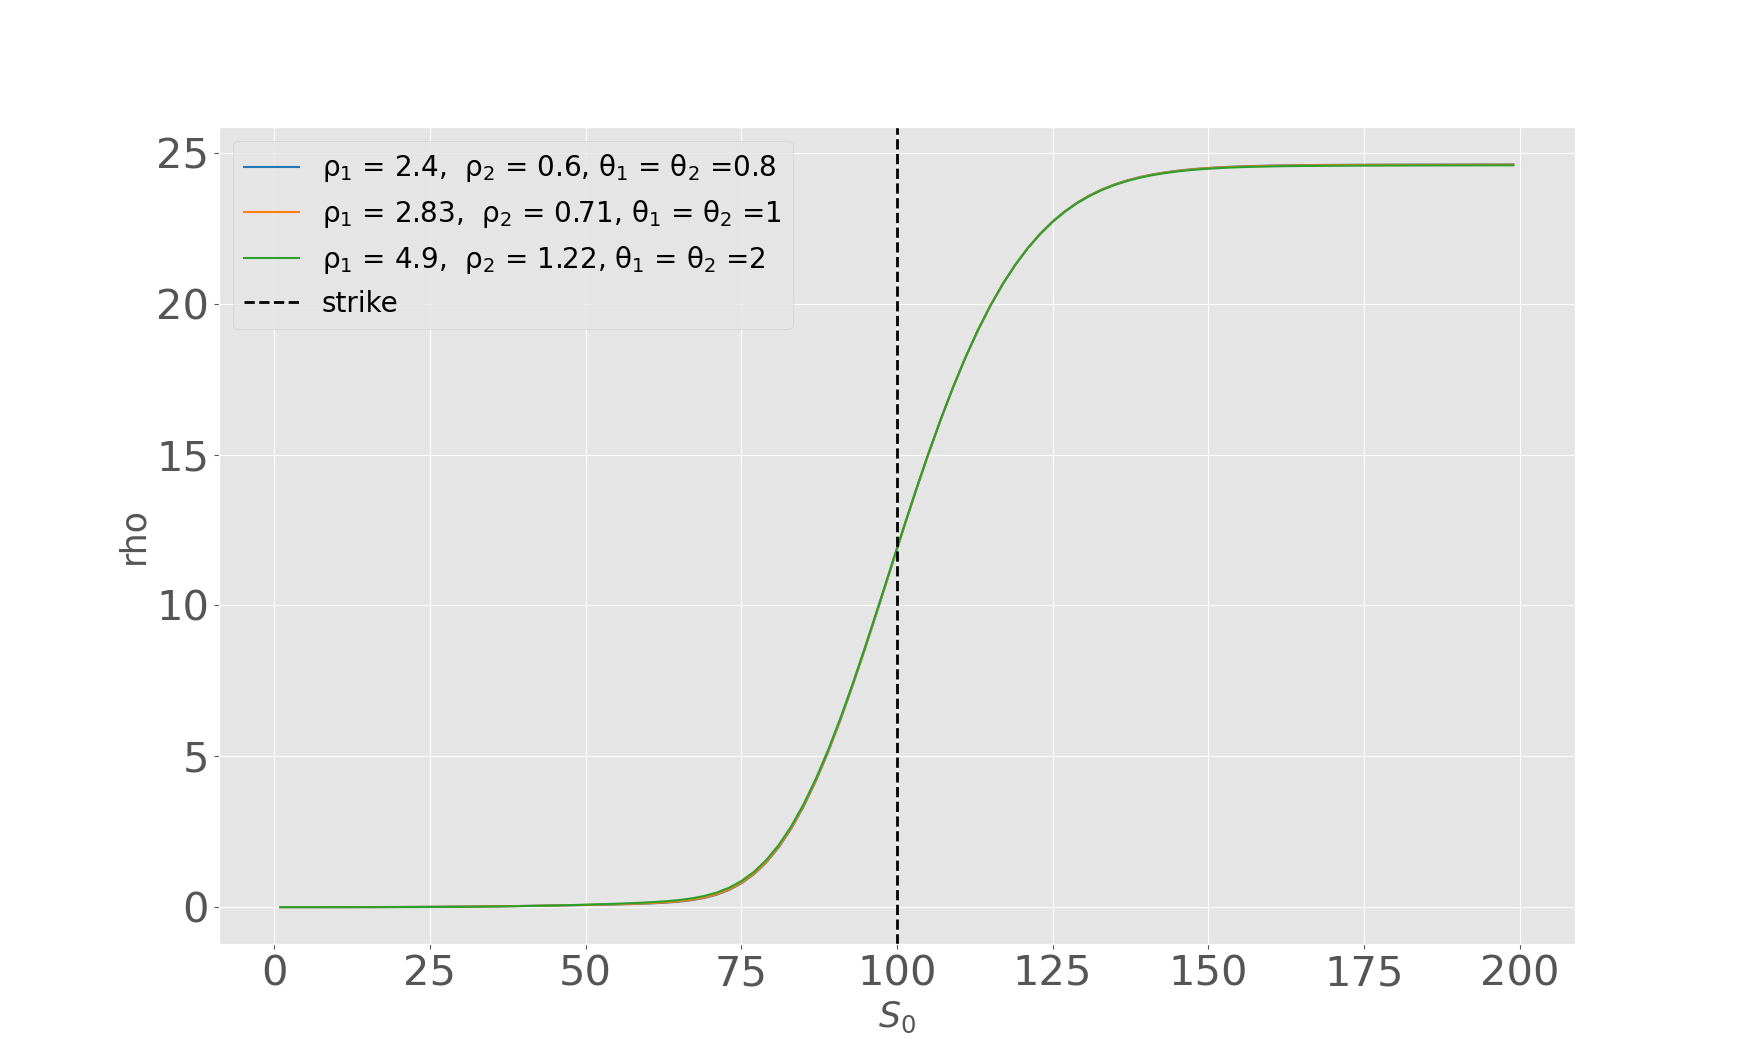 25
20
15
10
5
0
rho
ρ₁ = 2.4,  ρ₂ = 0.6, θ₁ = θ₂ =0.8
ρ₁ = 2.83,  ρ₂ = 0.71, θ₁ = θ₂ =1
ρ₁ = 4.9,  ρ₂ = 1.22, θ₁ = θ₂ =2
strike
0 25 50 75 100 125 150 175 200
S₀